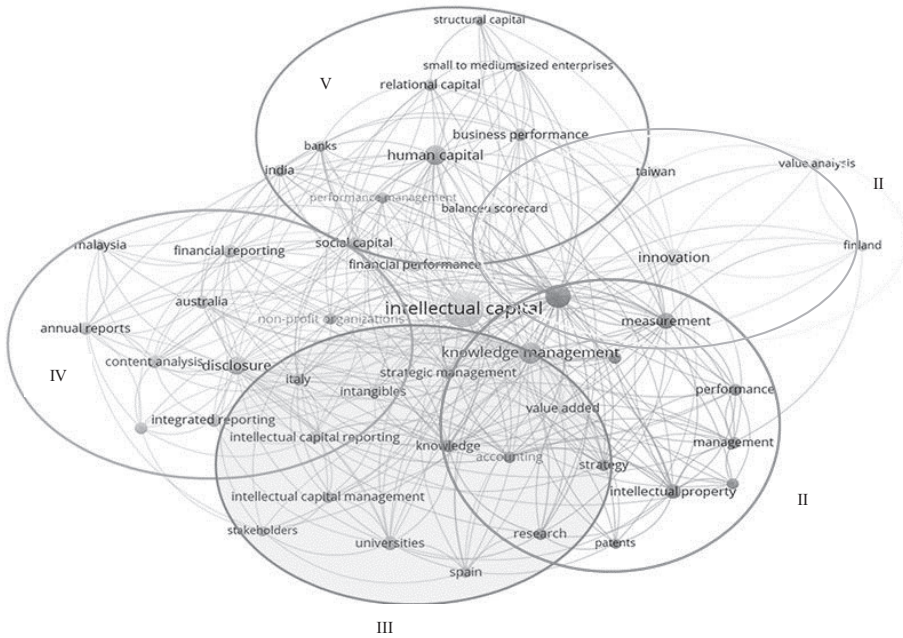 structural capital
small to medium-sized enterprises
V
relational capital
business performance
human capital
banks
india
taiwan
value analysis
II
performance management
balanced scorecard
malaysia
financial reporting
social capital
finland
financial performance
innovation
australia
intellectual capital
non-profit organizations
measurement
annual reports
knowledge management
content analysis
disclosure
strategic management
IV
italy
intangibles
performance
value added
integrated reporting
intellectual capital reporting
knowledge
management
accounting
strategy
intellectual property
intellectual capital management
II
stakeholders
universities
research
patents
spain
III